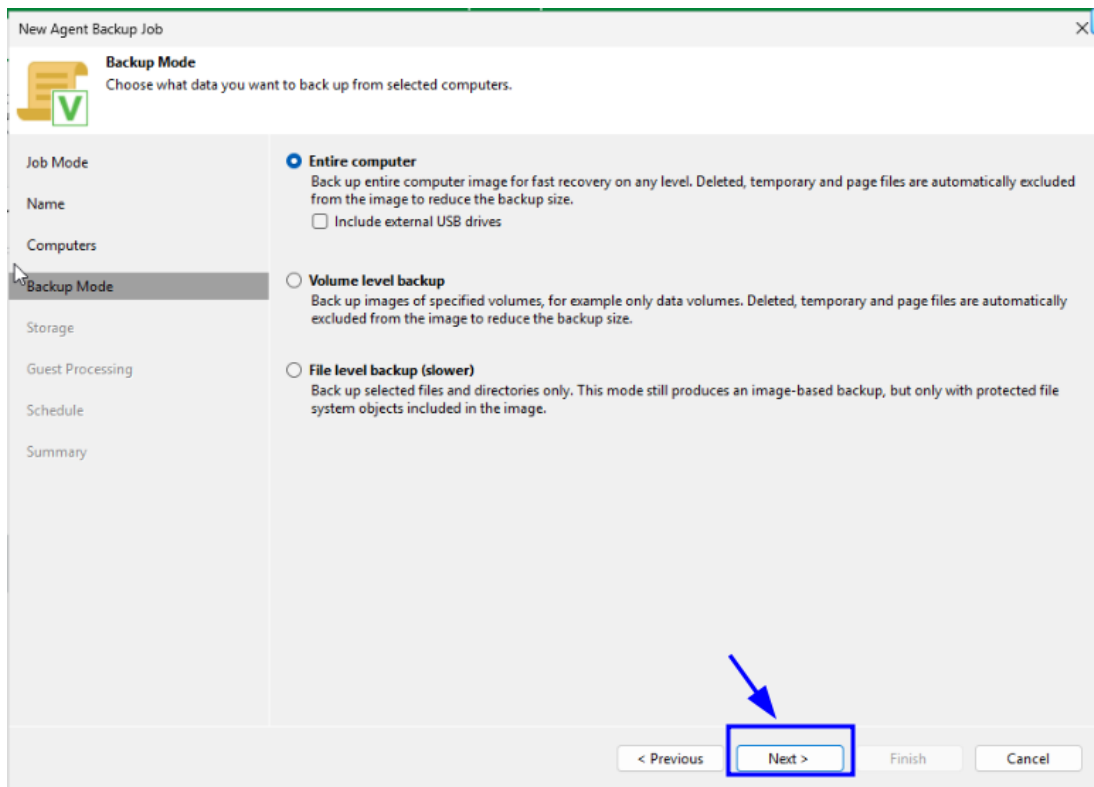 New Agent Backup Job
Backup Mode
Choose what data you want to back up from selected computers.
Job Mode
Name
Computers
Backup Mode
Storage
Guest Processing
Schedule
Summary
Entire computer
Back up entire computer image for fast recovery on any level. Deleted, temporary and page files are automatically excluded
from the image to reduce the backup size.
Include external USB drives
Volume level backup
Back up images of specified volumes, for example only data volumes. Deleted, temporary and page files are automatically
excluded from the image to reduce the backup size.
File level backup (slower)
Back up selected files and directories only. This mode still produces an image-based backup, but only with protected file
system objects included in the image.
< Previous
Next >
Finish
Cancel